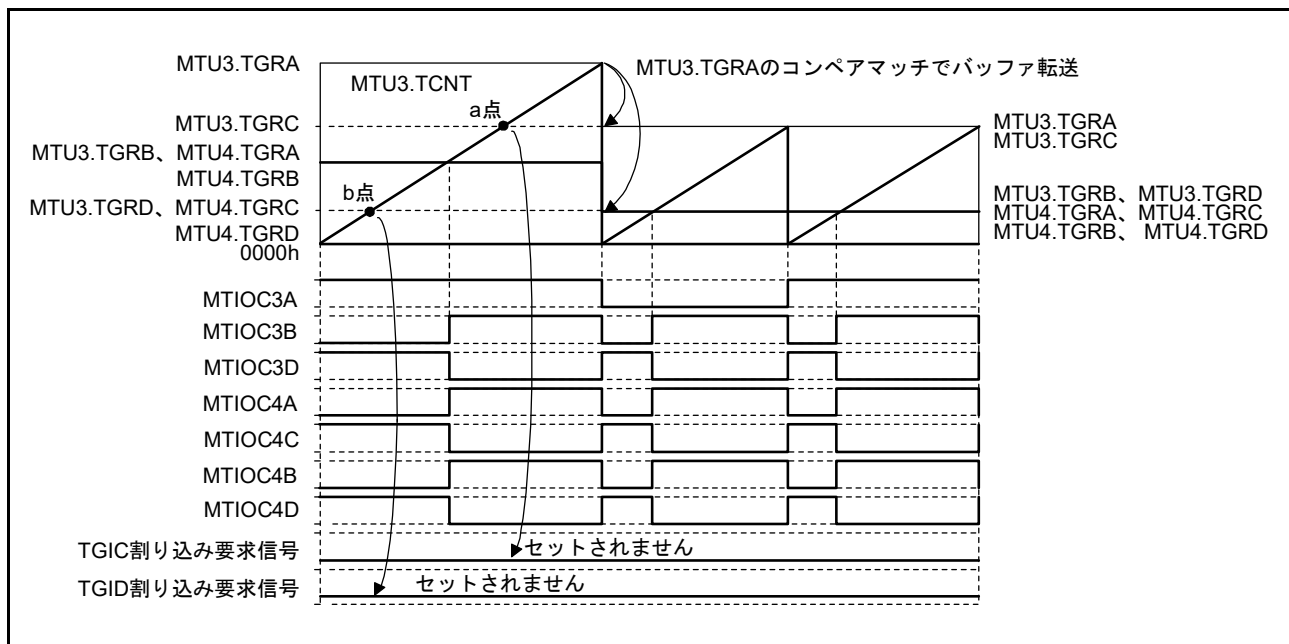 MTU3.TGRA
MTU3.TCNT
MTU3.TGRAのコンペアマッチでバッファ転送
a点
MTU3.TGRC
MTU3.TGRA
MTU3.TGRC
MTU3.TGRB、MTU4.TGRA
MTU4.TGRB
b点
MTU3.TGRD、MTU4.TGRC
MTU4.TGRD
0000h
MTU3.TGRB、MTU3.TGRD
MTU4.TGRA、MTU4.TGRC
MTU4.TGRB、 MTU4.TGRD
MTIOC3A
MTIOC3B
MTIOC3D
MTIOC4A
MTIOC4C
MTIOC4B
MTIOC4D
TGIC割り込み要求信号
セットされません
TGID割り込み要求信号
セットされません